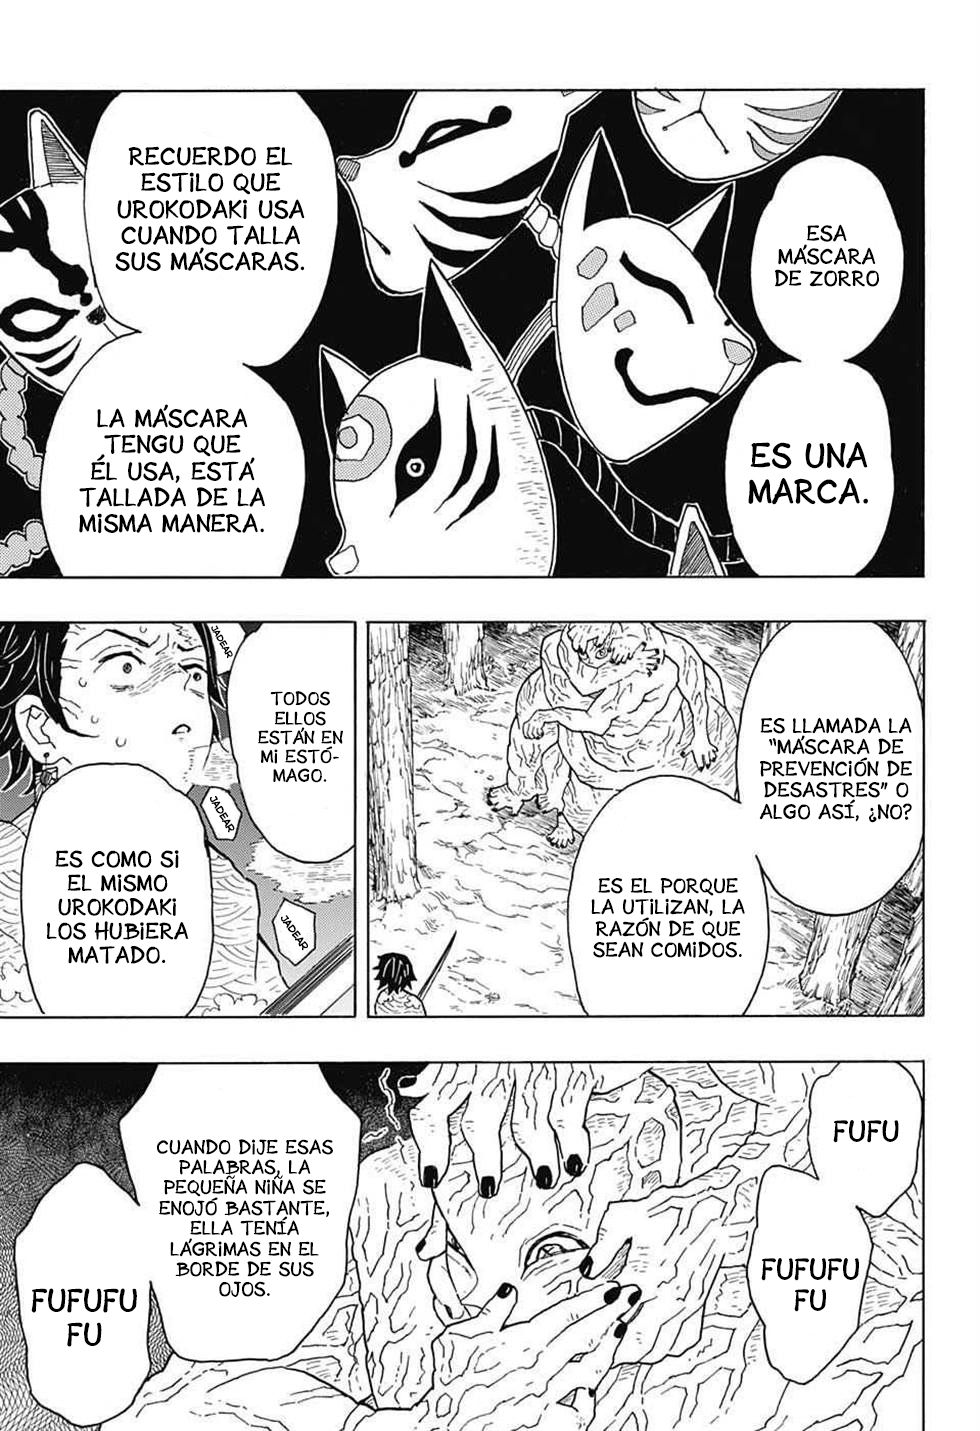 ESA
MÁSCARA
DE ZORRO
ES UNA
MARCA.
RECUERDO EL
ESTILO QUE
UROKODAKI USA
CUANDO TALLA
SUS MÁSCARAS.
LA MÁSCARA
TENGU QUE
ÉL USA, ESTÁ
TALLADA DE LA
MISMA MANERA.
ES LLAMADA LA
"MÁSCARA DE
PREVENCIÓN DE
DESASTRES" O
ALGO ASÍ, ¿NO?
ES EL PORQUE
LA UTILIZAN, LA
RAZÓN DE QUE
SEAN COMIDOS.
JADEAR
TODOS
ELLOS
ESTÁN EN
MI ESTÓ-
MAGO.
JADEAR
JADEAR
ES COMO SI
EL MISMO
UROKODAKI
LOS HUBIERA
MATADO.
FUFU
FUFUFU
FU
CUANDO DIJE ESAS
PALABRAS, LA
PEQUEÑA NIÑA SE
ENOJÓ BASTANTE,
ELLA TENÍA
LÁGRIMAS EN EL
BORDE DE SUS
OJOS.
FUFUFU
FU